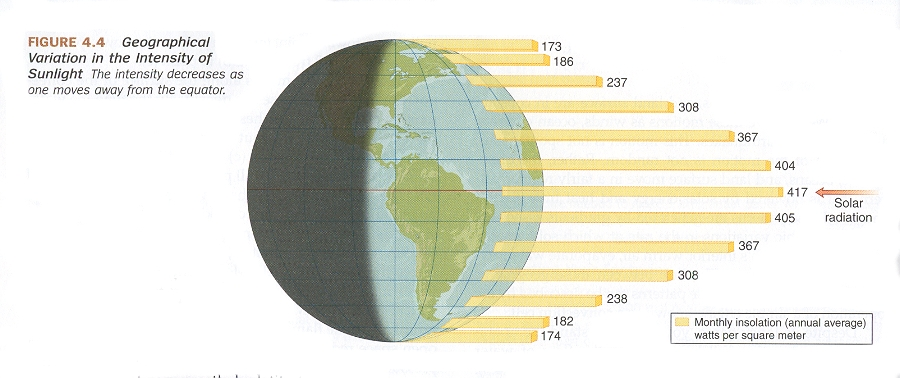 FIGURE 4.4 Geographical
Variation in the Intensity of
Sunlight The intensity decreases as
one moves away from the equator.
173
186
237
308
367
404
417
Solar
radiation
405
367
308
238
182
174
Monthly insolation (annual average)
watts per square meter